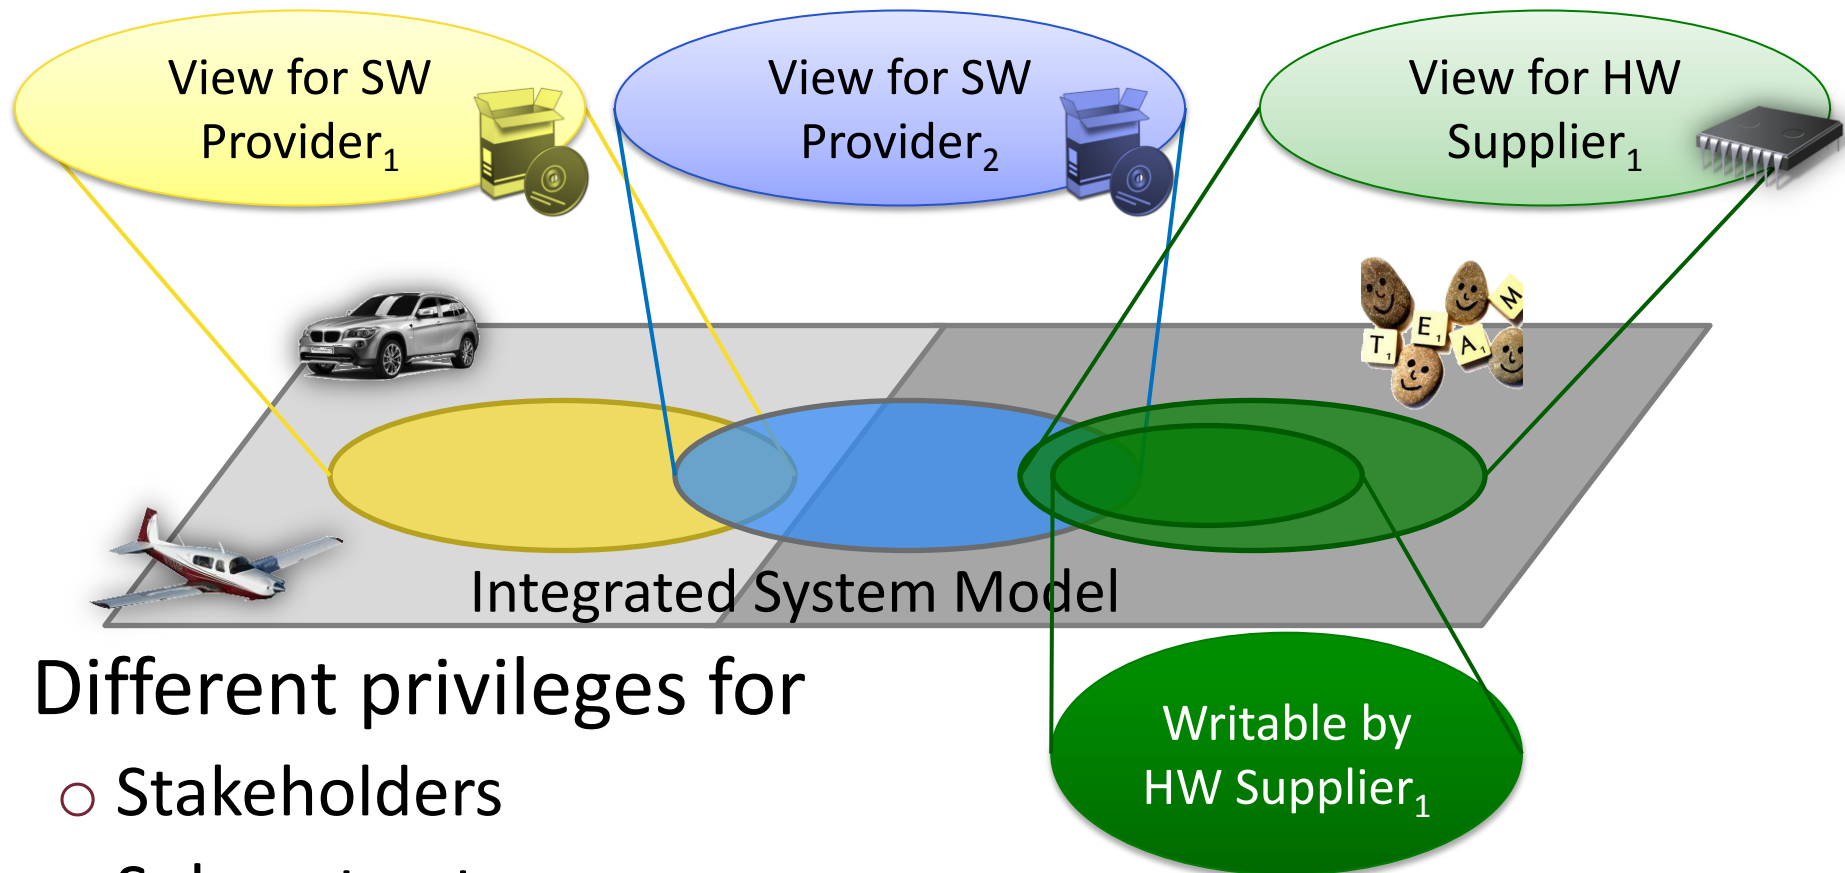 View for SW
Provider₁
View for SW
Provider₂
View for HW
Supplier₁
T E A M
Integrated System Model
Different privileges for
Stakeholders
Writable by
HW Supplier₁